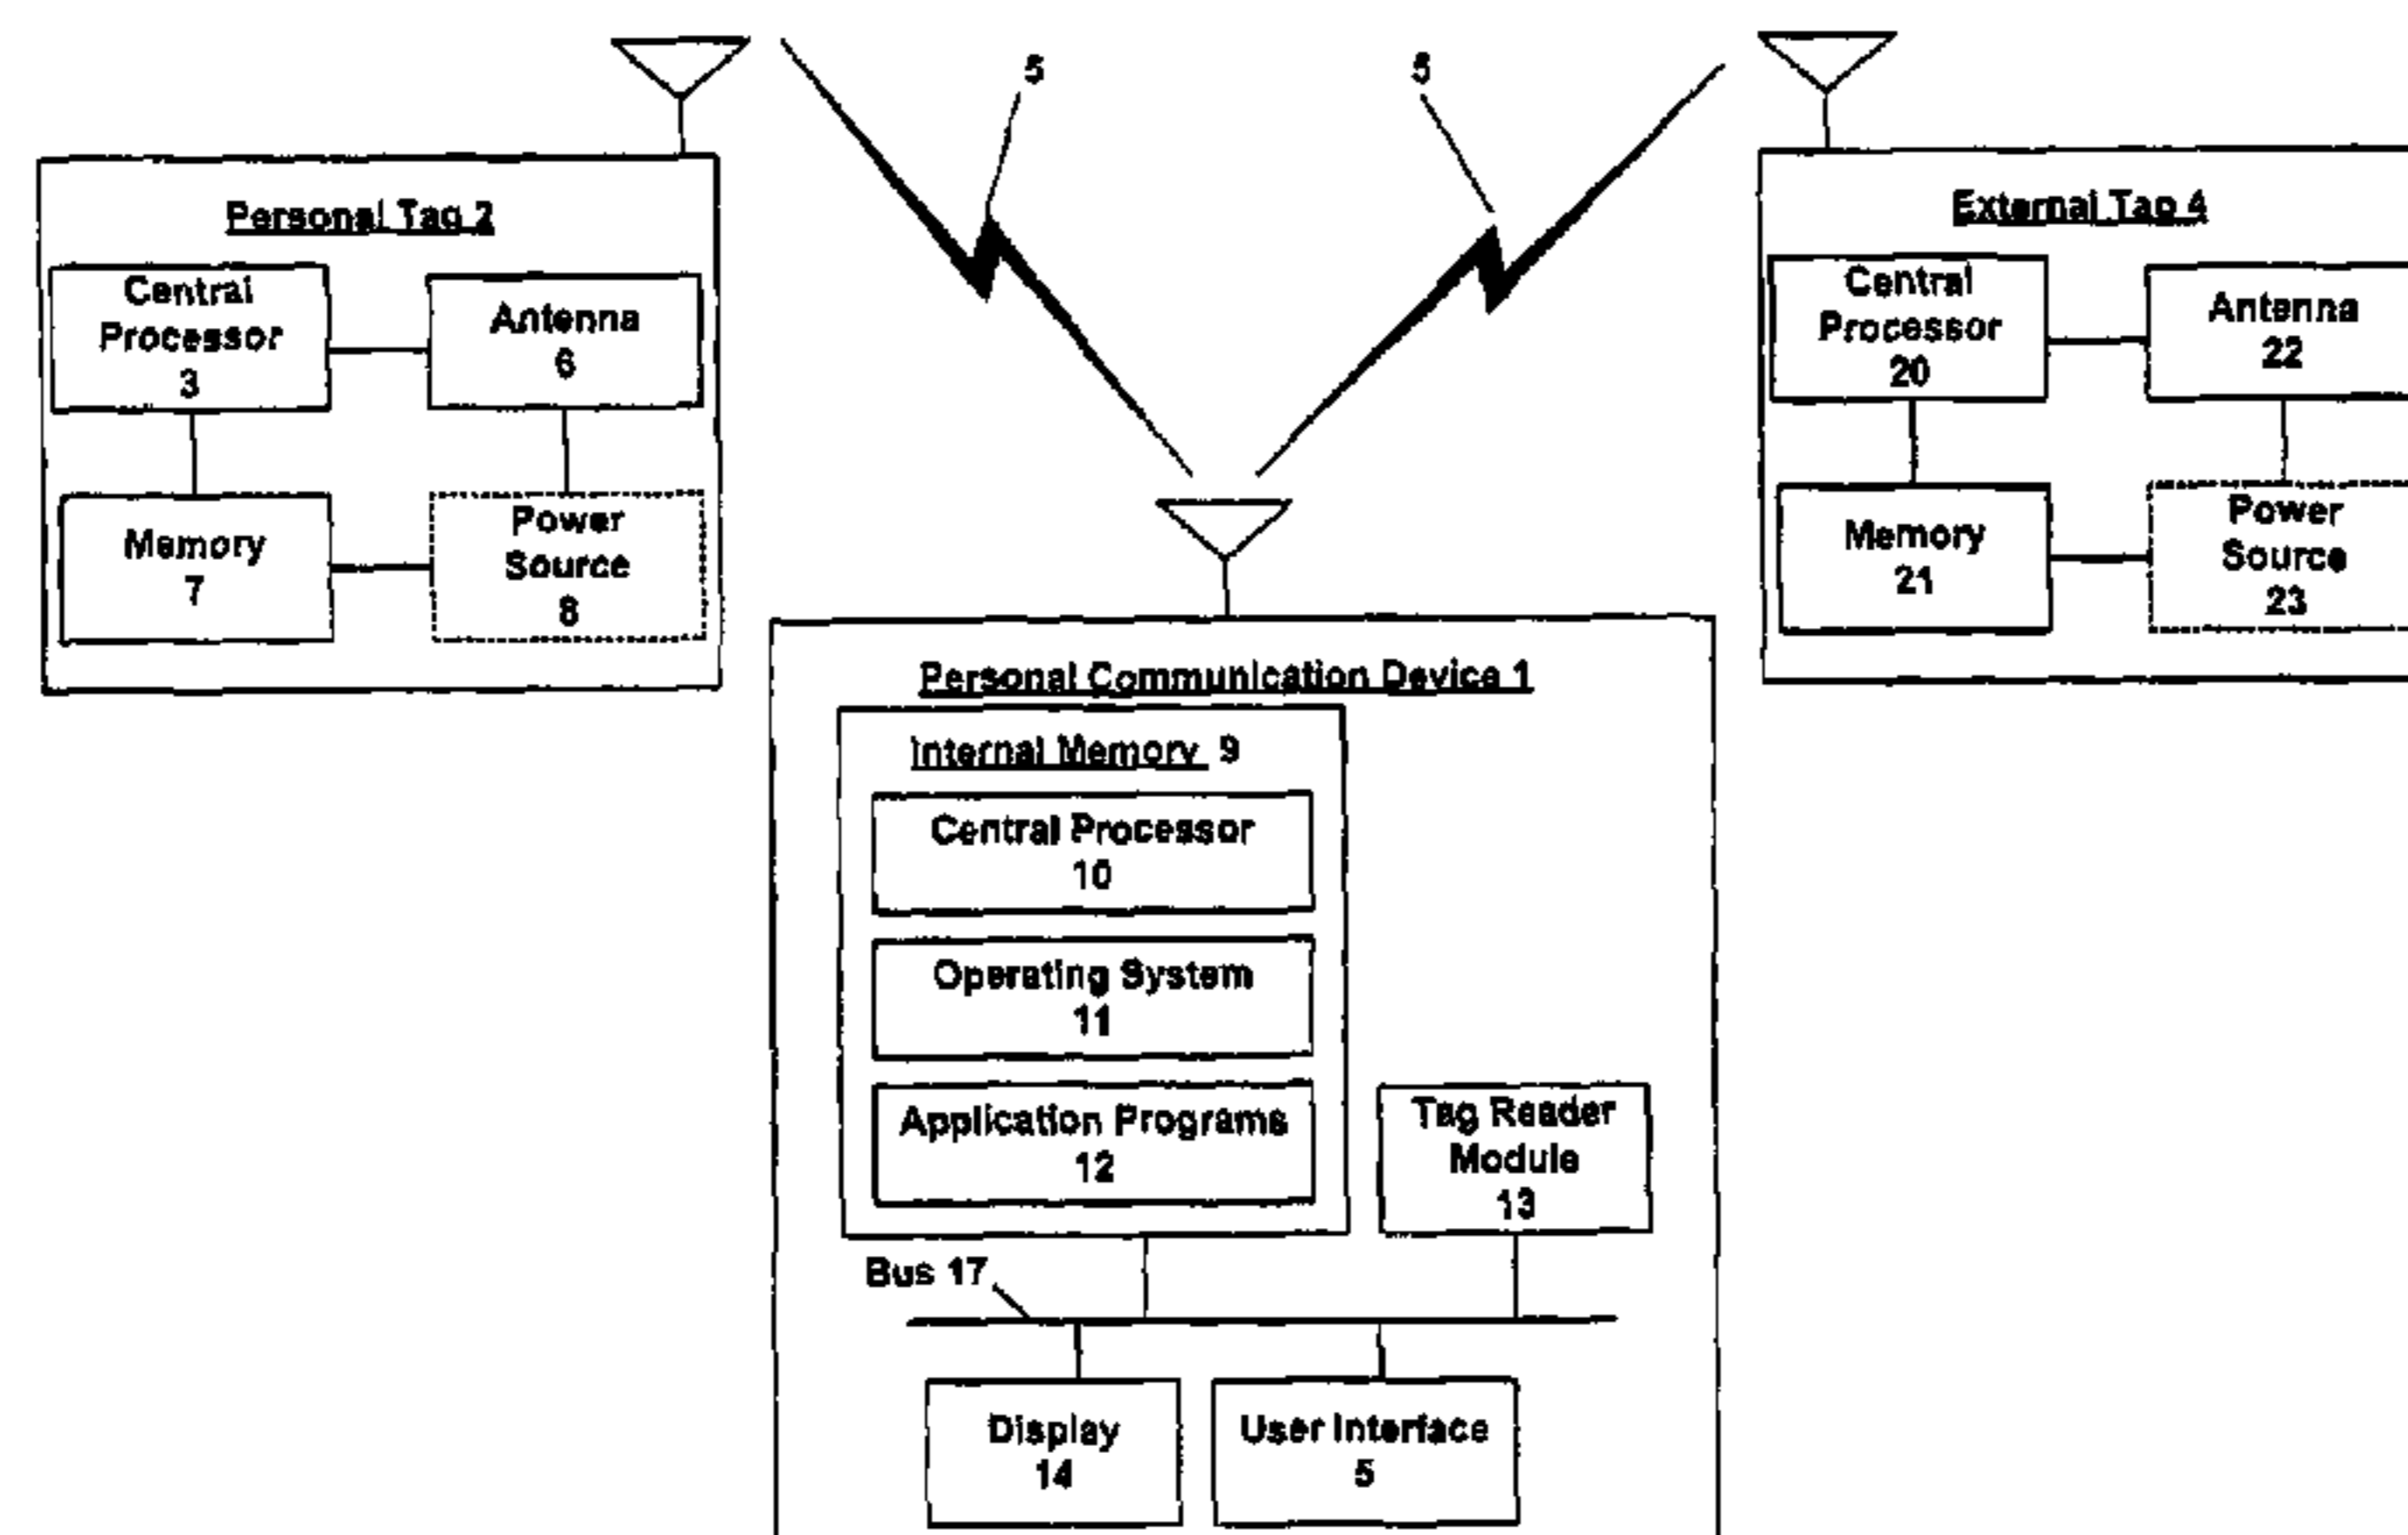 5
5
Personal Tag 2
Central
Processor
3
Antenna
6
Memory
7
Power
Source
8
External Tag 4
Central
Processor
20
Antenna
22
Memory
21
Power
Source
23
Personal Communication Device 1
Internal Memory 9
Central Processor
10
Operating System
11
Application Programs
12
Tag Reader
Module
13
Bus 17
Display
14
User Interface
5